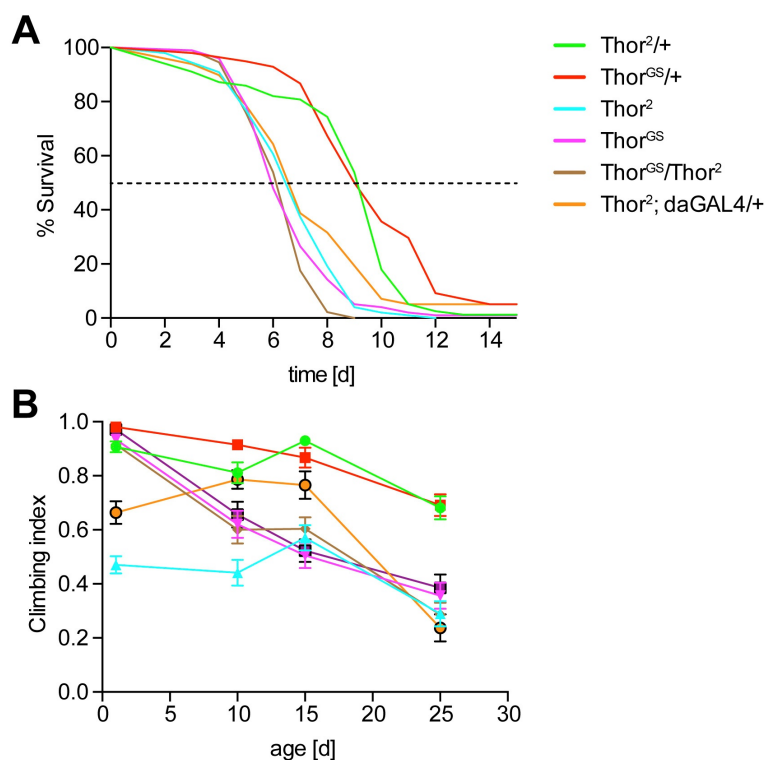 A
% Survival
100
80
60
40
20
0
0 2 4 6 8 10 12 14
time [d]
Thor²/+
Thorᴳˢ/+
Thor²
Thorᴳˢ
Thorᴳˢ/Thor²
Thor²; daGAL4/+
B
Climbing index
1.0
0.8
0.6
0.4
0.2
0.0
0 5 10 15 20 25 30
age [d]